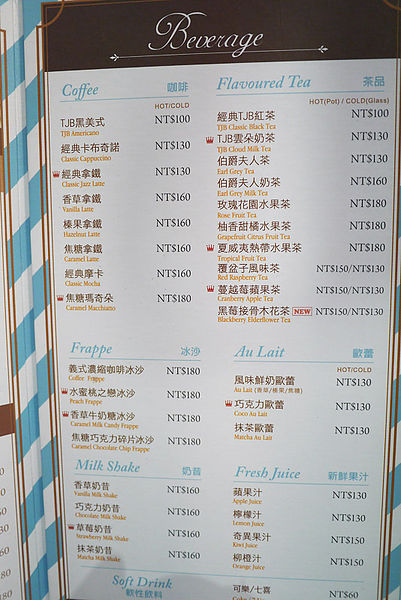 Beverage
Coffee 咖啡
HOT/COLD
TJB黑美式 NT$100
TJB Americano
經典卡布奇諾 NT$130
Classic Cappuccino
經典拿鐵 NT$130
Classic Jazz Latte
香草拿鐵 NT$160
Vanilla Latte
榛果拿鐵 NT$160
Hazelnut Latte
焦糖拿鐵 NT$160
Caramel Latte
經典摩卡 NT$160
Classic Mocha
焦糖瑪奇朵 NT$180
Caramel Macchiato
Flavoured Tea 茶品
HOT(Pot) / COLD(Glass)
經典TJB紅茶 NT$100
TJB Classic Black Tea
TJB雲朵奶茶 NT$130
TJB Cloud Milk Tea
伯爵夫人茶 NT$130
Earl Grey Tea
伯爵夫人奶茶 NT$160
Earl Grey Milk Tea
玫瑰花園水果茶 NT$180
Rose Fruit Tea
柚香甜橘水果茶 NT$180
Grapefruit Citrus Fruit Tea
夏威夷熱帶水果茶 NT$180
Tropical Fruit Tea
覆盆子風味茶 NT$150/NT$130
Red Raspberry Tea
蔓越莓蘋果茶 NT$150/NT$130
Cranberry Apple Tea
黑莓接骨木花茶 NEW NT$150/NT$130
Blackberry Elderflower Tea
Frappe 冰沙
義式濃縮咖啡冰沙 NT$180
Coffee Frappe
水蜜桃之戀冰沙 NT$180
Peach Frappe
香草牛奶糖冰沙 NT$180
Caramel Milk Candy Frappe
焦糖巧克力碎片冰沙 NT$180
Caramel Chocolate Chip Frappe
Au Lait 歐蕾
HOT/COLD
風味鮮奶歐蕾 NT$130
Au Lait (香草/榛果/焦糖)
巧克力歐蕾 NT$130
Coco Au Lait
抹茶歐蕾 NT$130
Matcha Au Lait
Milk Shake 奶昔
香草奶昔 NT$160
Vanilla Milk Shake
巧克力奶昔 NT$160
Chocolate Milk Shake
草莓奶昔 NT$160
Strawberry Milk Shake
抹茶奶昔 NT$160
Matcha Milk Shake
Fresh Juice 新鮮果汁
蘋果汁 NT$130
Apple Juice
檸檬汁 NT$130
Lemon Juice
奇異果汁 NT$150
Kiwi Juice
柳橙汁 NT$150
Orange Juice
Soft Drink
軟性飲料
可樂/七喜 NT$60